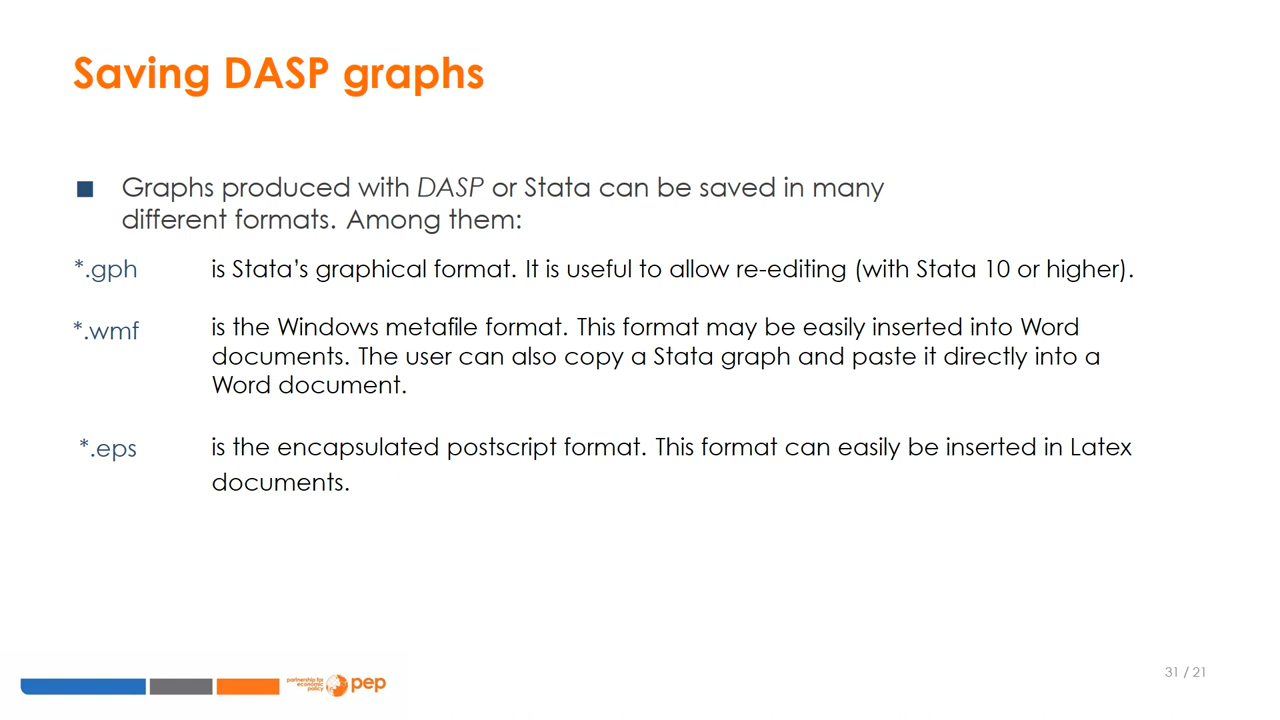 Saving DASP graphs
■ Graphs produced with DASP or Stata can be saved in many
different formats. Among them:
*.gph is Stata’s graphical format. It is useful to allow re-editing (with Stata 10 or higher).
*.wmf is the Windows metafile format. This format may be easily inserted into Word
documents. The user can also copy a Stata graph and paste it directly into a
Word document.
*.eps is the encapsulated postscript format. This format can easily be inserted in Latex
documents.
partnership for
economic
policy
pep
31 / 21